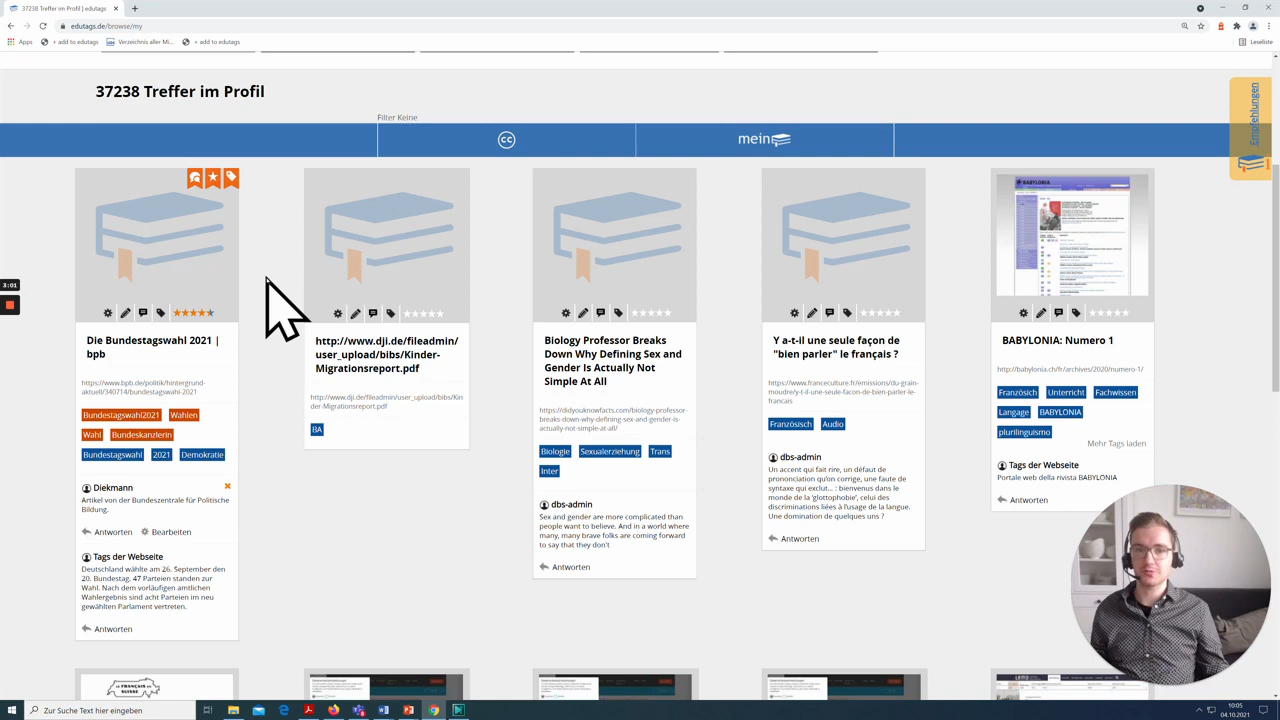 37238 Treffer im Profil | edutags
edutags.de/browse/my
Apps
+ add to edutags
Verzeichnis aller Mi...
+ add to edutags
Leseliste
37238 Treffer im Profil
Filter Keine
cc
mein
Empfehlungen
3:01
Die Bundestagswahl 2021 |
bpb
https://www.bpb.de/politik/hintergrund-
aktuell/340714/bundestagswahl-2021
Bundestagswahl2021 Wahlen
Wahl Bundeskanzlerin
Bundestagswahl 2021 Demokratie
Diekmann
Artikel von der Bundeszentrale für Politische
Bildung.
Antworten Bearbeiten
Tags der Webseite
Deutschland wählte am 26. September den
20. Bundestag. 47 Parteien standen zur
Wahl. Nach dem vorläufigen amtlichen
Wahlergebnis sind acht Parteien im neu
gewählten Parlament vertreten.
Antworten
http://www.dji.de/fileadmin/
user_upload/bibs/Kinder-
Migrationsreport.pdf
http://www.dji.de/fileadmin/user_upload/bibs/Kin
der-Migrationsreport.pdf
BA
Biology Professor Breaks
Down Why Defining Sex and
Gender Is Actually Not
Simple At All
https://didyouknowfacts.com/biology-professor-
breaks-down-why-defining-sex-and-gender-is-
actually-not-simple-at-all/
Biologie Sexualerziehung Trans
Inter
dbs-admin
Sex and gender are more complicated than
people want to believe. And in a world where
many, many brave folks are coming forward
to say that they don't
Antworten
Y a-t-il une seule façon de
"bien parler" le français ?
https://www.franceculture.fr/emissions/du-grain-
moudre/y-t-il-une-seule-facon-de-bien-parler-le-
francais
Französisch Audio
dbs-admin
Un accent qui fait rire, un défaut de
prononciation qu'on corrige, une faute de
syntaxe qui exclut... : bienvenus dans le
monde de la 'glottophobie', celui des
discriminations liées à l'usage de la langue.
Une domination de quelques uns ?
Antworten
BABYLONIA
BABYLONIA: Numero 1
http://babylonia.ch/fr/archives/2020/numero-1/
Französich Unterricht Fachwissen
Langage BABYLONIA
plurilinguismo
Mehr Tags laden
Tags der Webseite
Portale web della rivista BABYLONIA
Antworten
LE FRANÇAIS EN
SUISSE
Zur Suche Text hier eingeben
10:05
04.10.2021